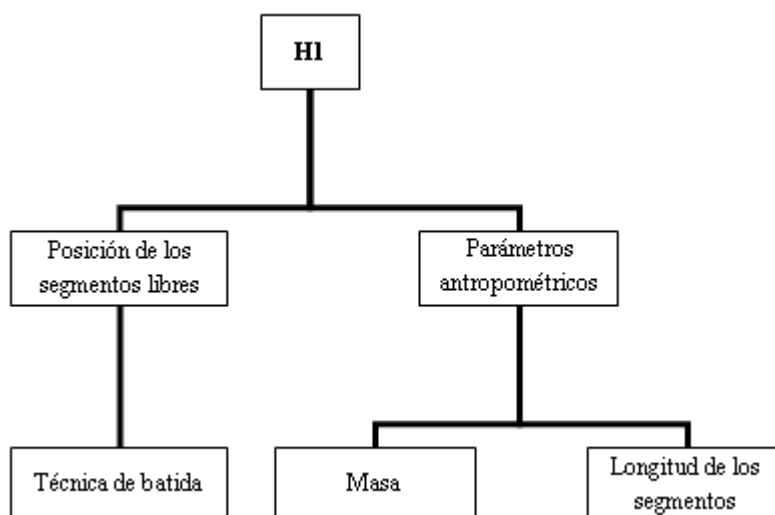 H1
Posición de los
segmentos libres
Parámetros
antropométricos
Técnica de batida
Masa
Longitud de los
segmentos